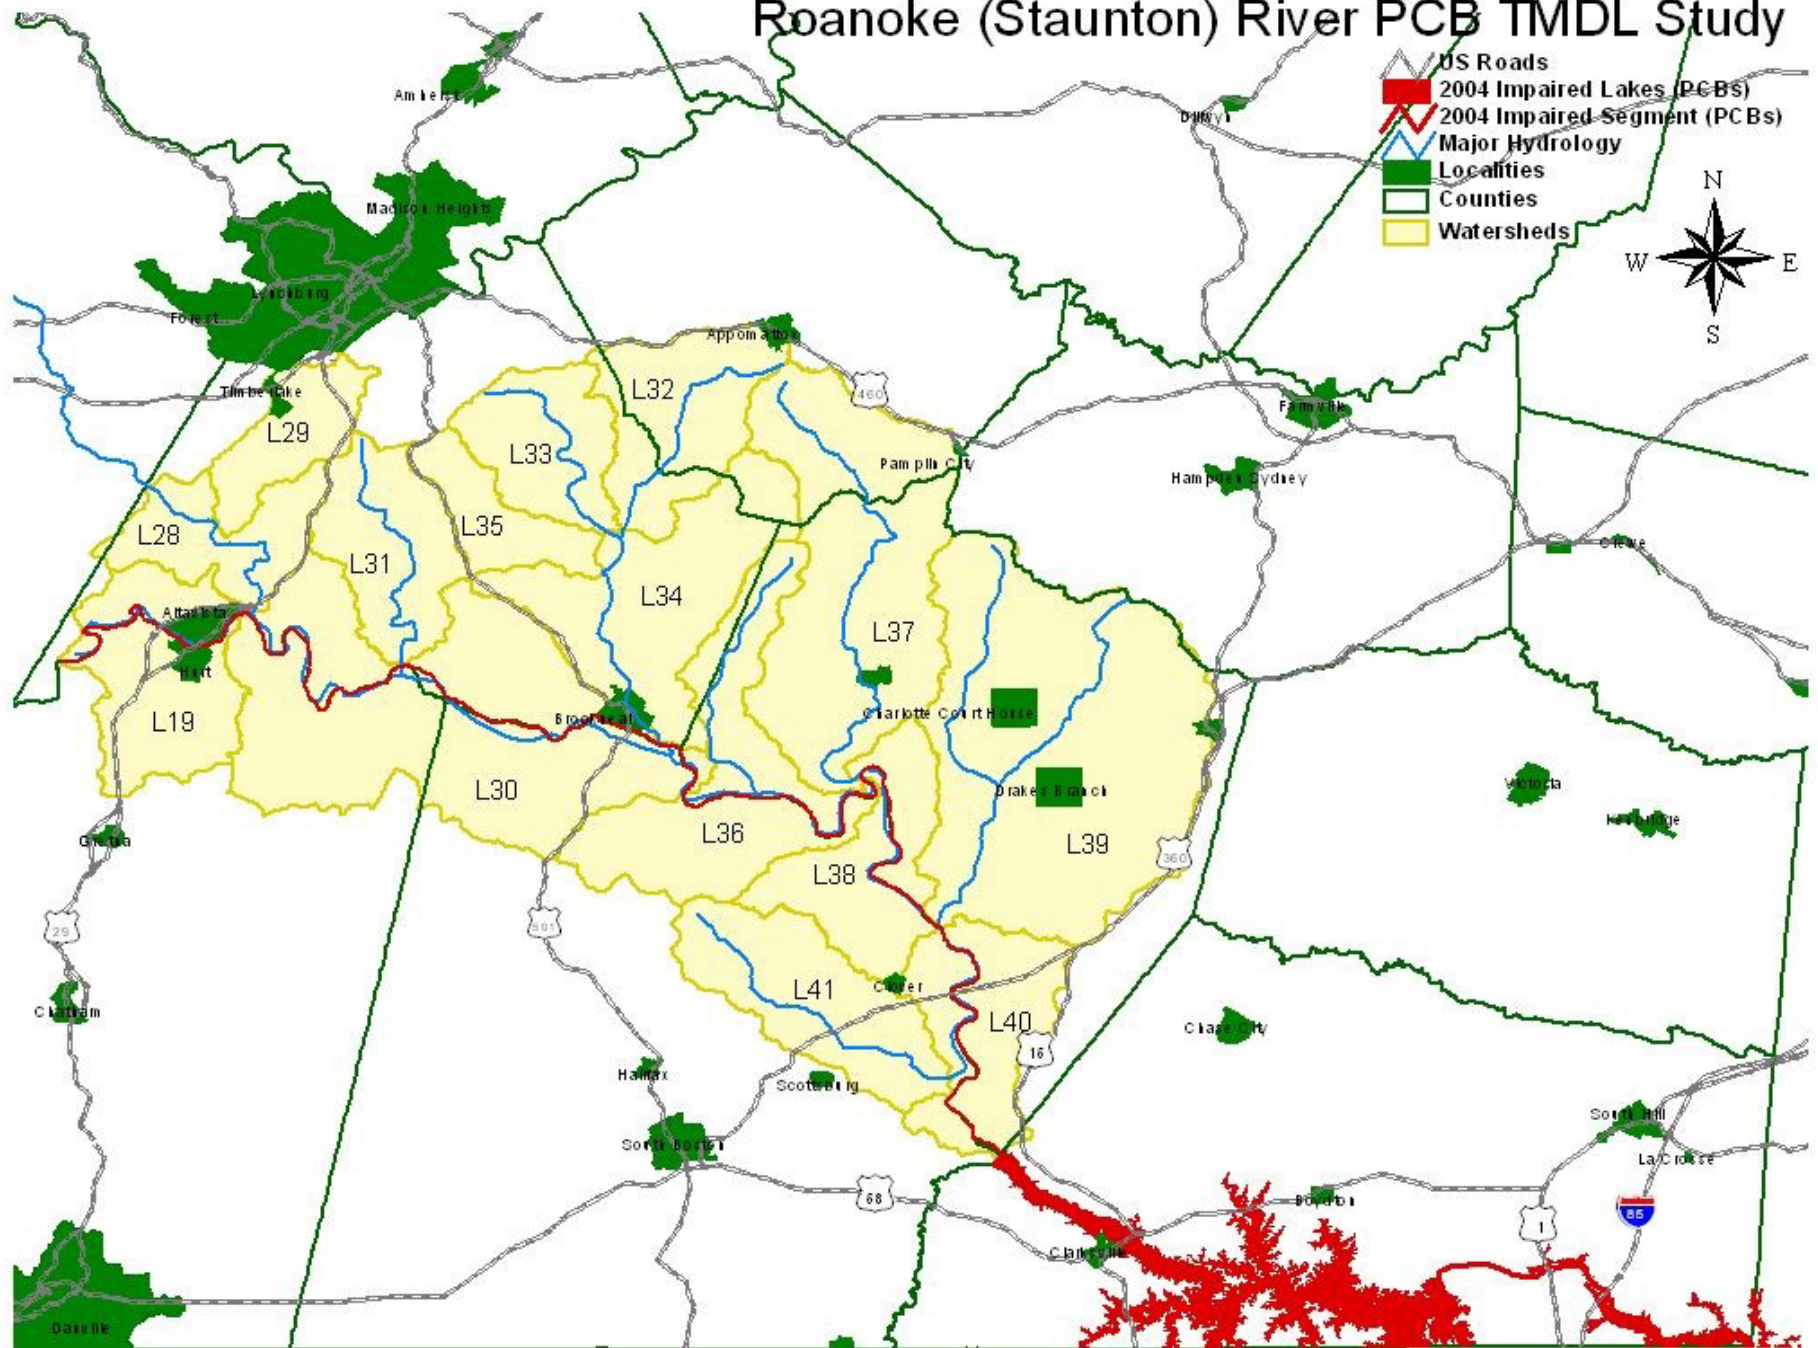 Roanoke (Staunton) River PCB TMDL Study
US Roads
2004 Impaired Lakes (PCBs)
2004 Impaired Segment (PCBs)
Major Hydrology
Localities
Counties
Watersheds
N
W
E
S
Amherst
Dillwyn
Madison Heights
Lynchburg
Forest
Appomattox
Timberlake
L32
460
Farmville
L29
L33
Pamplin City
Hampden Sydney
L28
L35
Crewe
L31
L34
Altavista
L37
Hurt
L19
Brookneal
Charlotte Court House
L30
Drakes Branch
Victoria
Kenbridge
Gretna
L36
L39
L38
360
29
501
Chatham
L41
Clover
L40
Chase City
16
Halifax
Scottsburg
South Boston
South Hill
La Crosse
58
Boydton
1
85
Clarksville
Danville